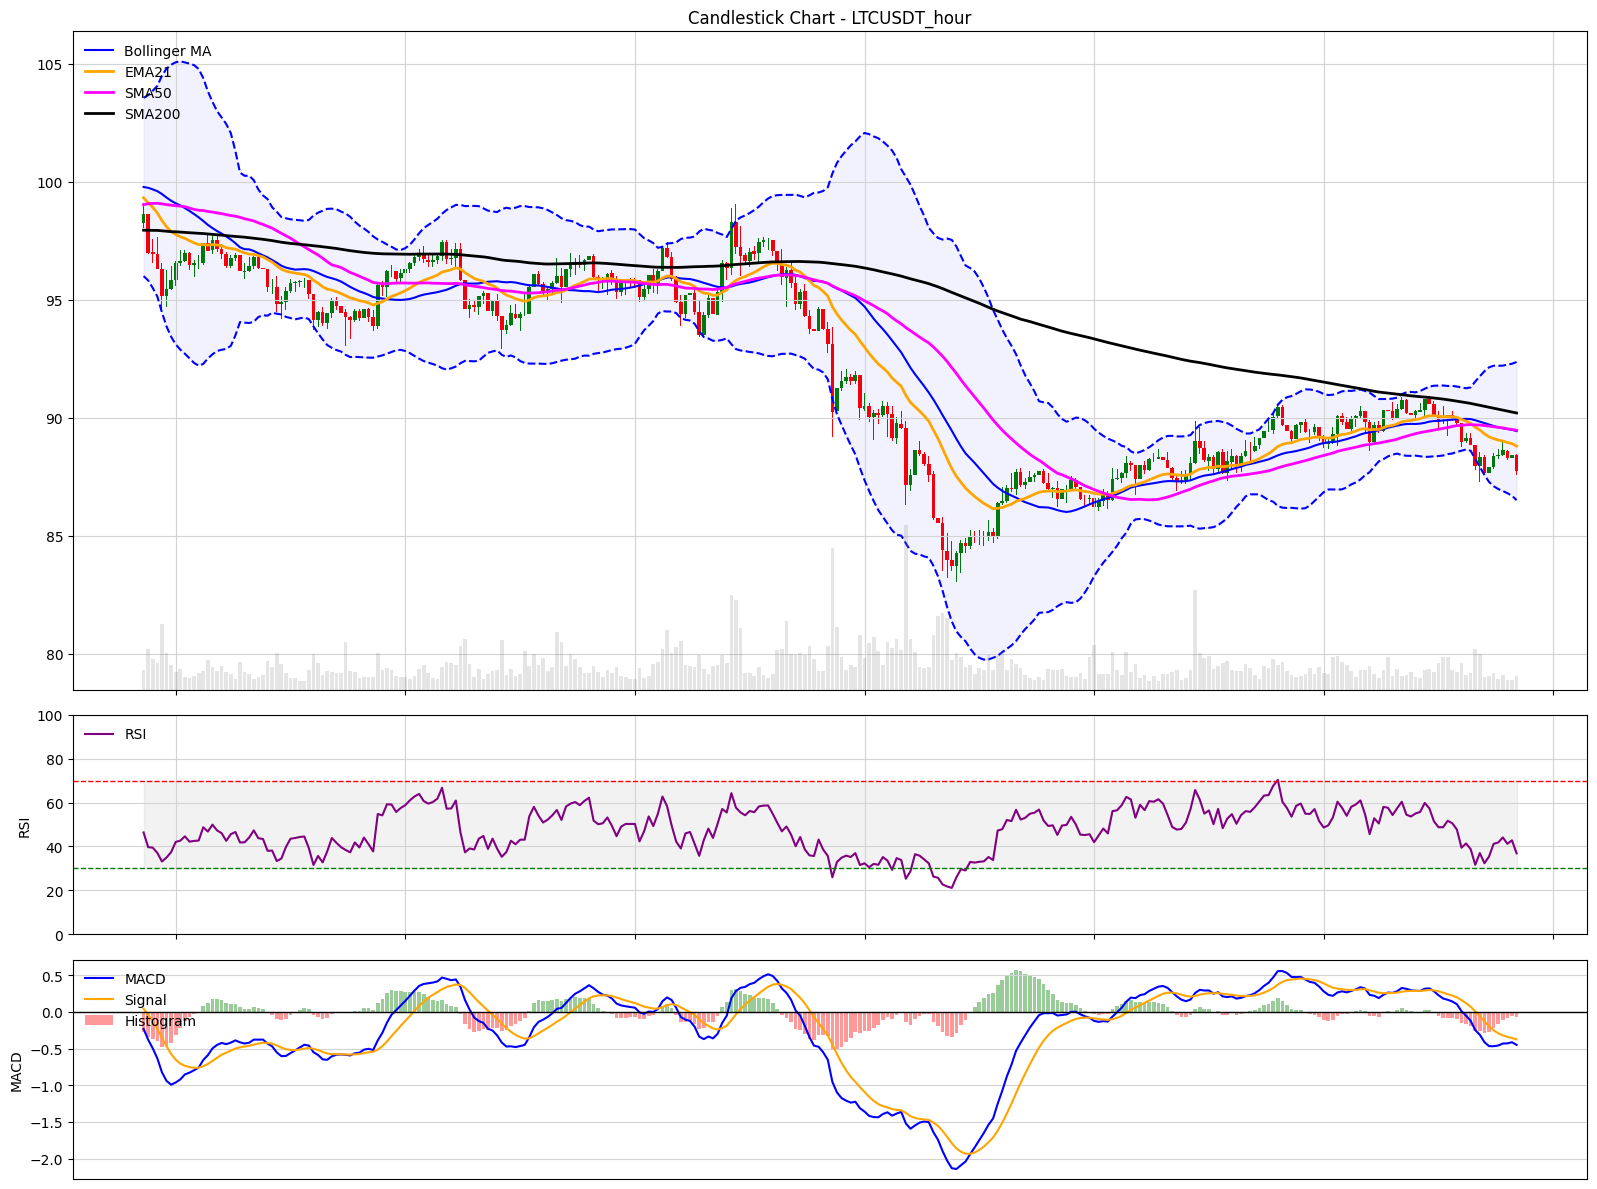 Candlestick Chart - LTCUSDT_hour
Bollinger MA
EMA21
SMA50
SMA200
105
100
95
90
85
80
RSI
100
80
60
40
20
0
RSI
MACD
Signal
Histogram
0.5
0.0
−0.5
−1.0
−1.5
−2.0
MACD